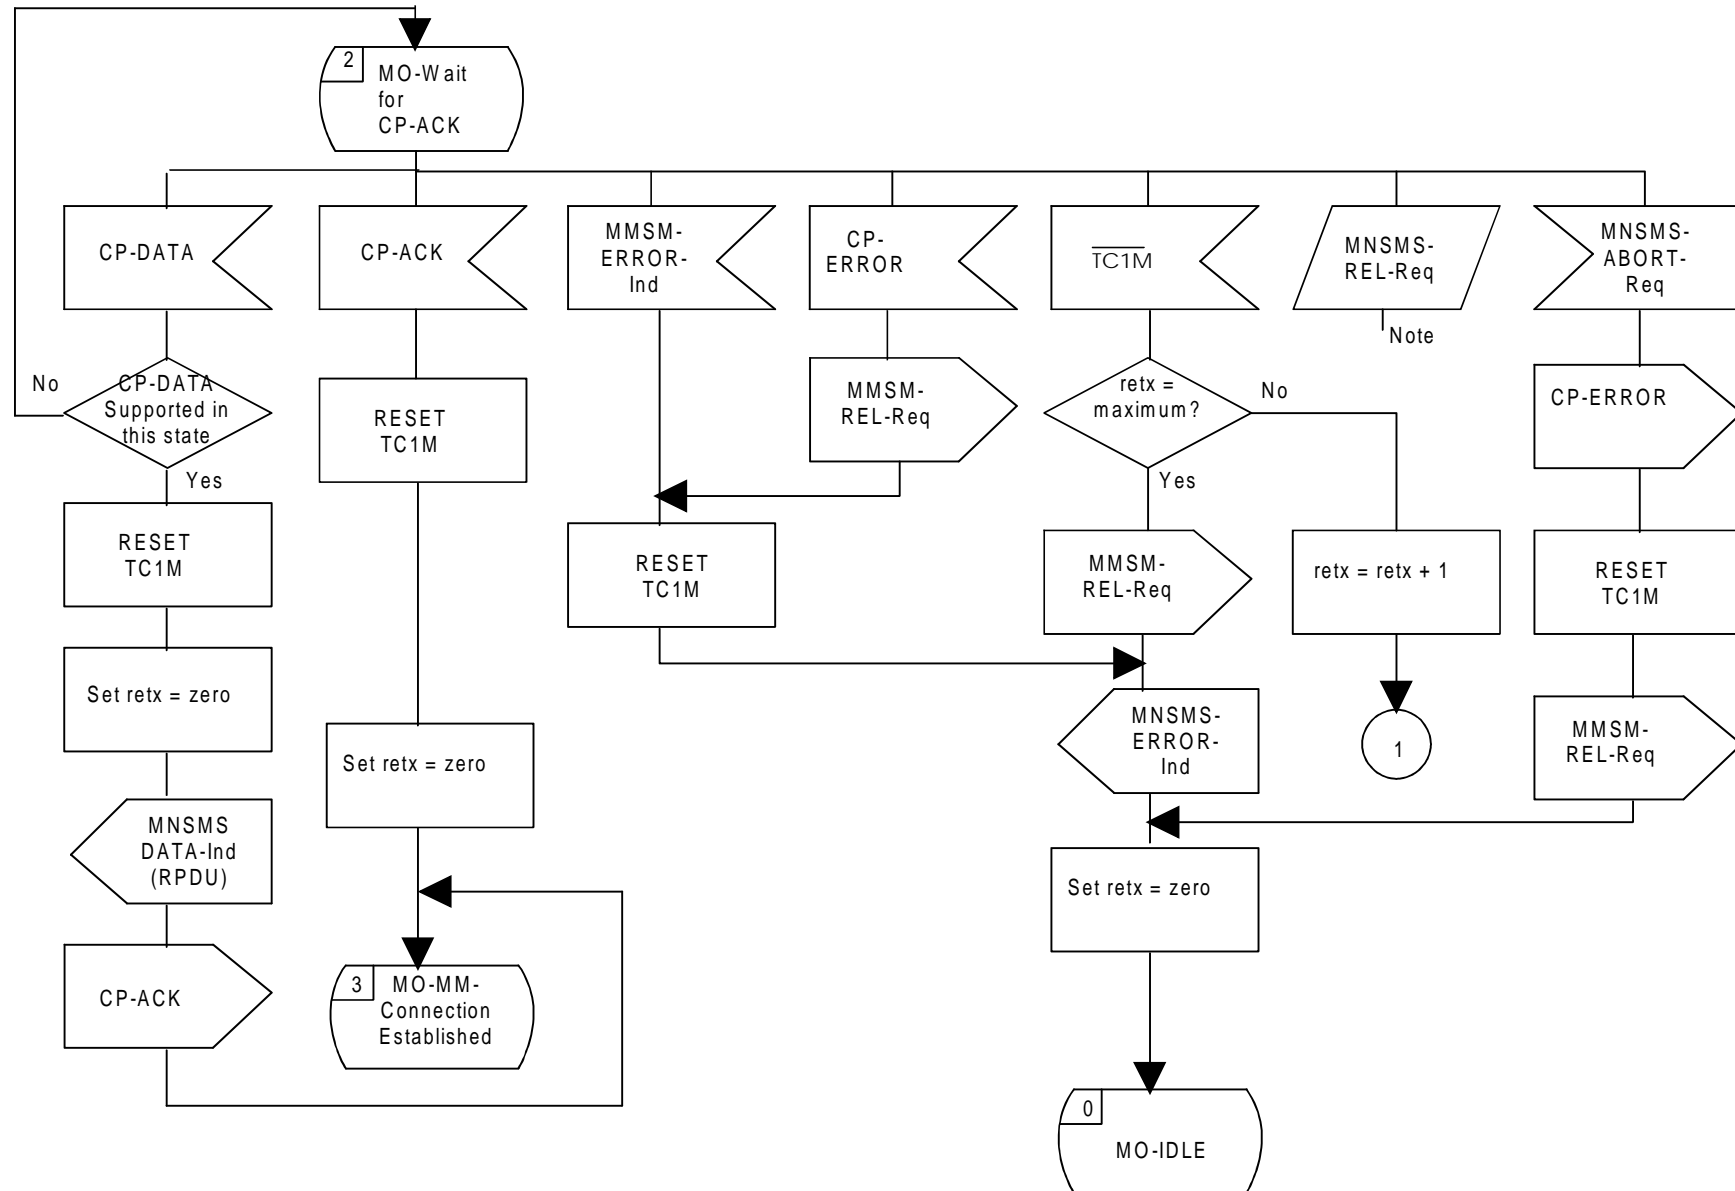 2
MO-Wait
for
CP-ACK
CP-DATA
CP-ACK
MMSM-
ERROR-
Ind
CP-
ERROR
TC1M
MNSMS-
REL-Req
Note
MNSMS-
ABORT-
Req
No
CP-DATA
Supported in
this state
Yes
RESET
TC1M
MMSM-
REL-Req
retx =
maximum?
No
Yes
CP-ERROR
RESET
TC1M
RESET
TC1M
MMSM-
REL-Req
retx = retx + 1
RESET
TC1M
Set retx = zero
Set retx = zero
MNSMS-
ERROR-
Ind
1
MMSM-
REL-Req
MNSMS
DATA-Ind
(RPDU)
Set retx = zero
CP-ACK
3
MO-MM-
Connection
Established
0
MO-IDLE